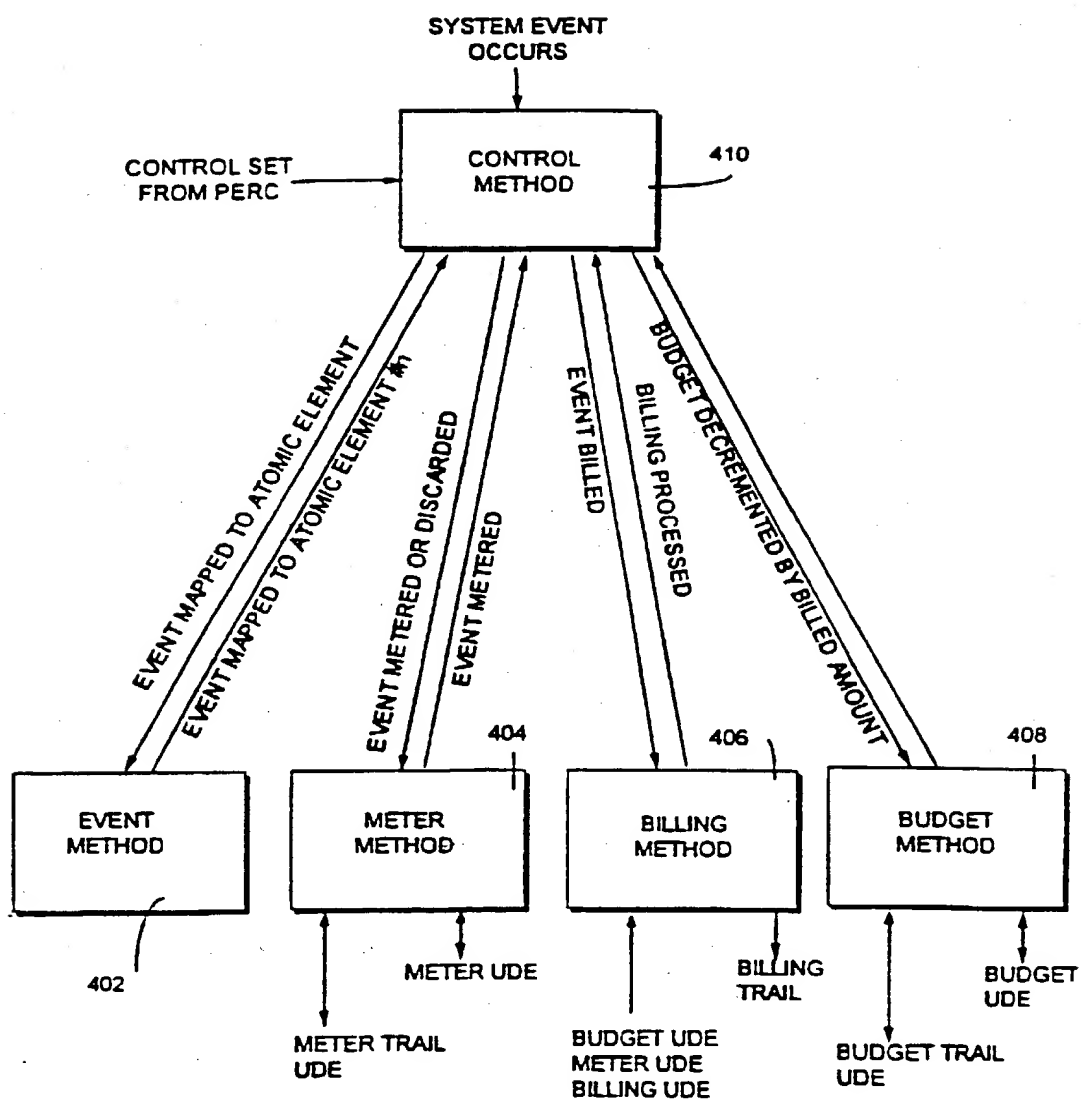 SYSTEM EVENT
OCCURS
CONTROL
METHOD
410
CONTROL SET
FROM PERC
EVENT MAPPED TO ATOMIC ELEMENT
EVENT MAPPED TO ATOMIC ELEMENT #n
EVENT METERED OR DISCARDED
EVENT METERED
EVENT BILLED
BILLING PROCESSED
BUDGET DECREMENTED BY BILLED AMOUNT
404
406
408
EVENT
METHOD
METER
METHOD
BILLING
METHOD
BUDGET
METHOD
402
METER UDE
BILLING
TRAIL
BUDGET
UDE
METER TRAIL
UDE
BUDGET UDE
METER UDE
BILLING UDE
BUDGET TRAIL
UDE